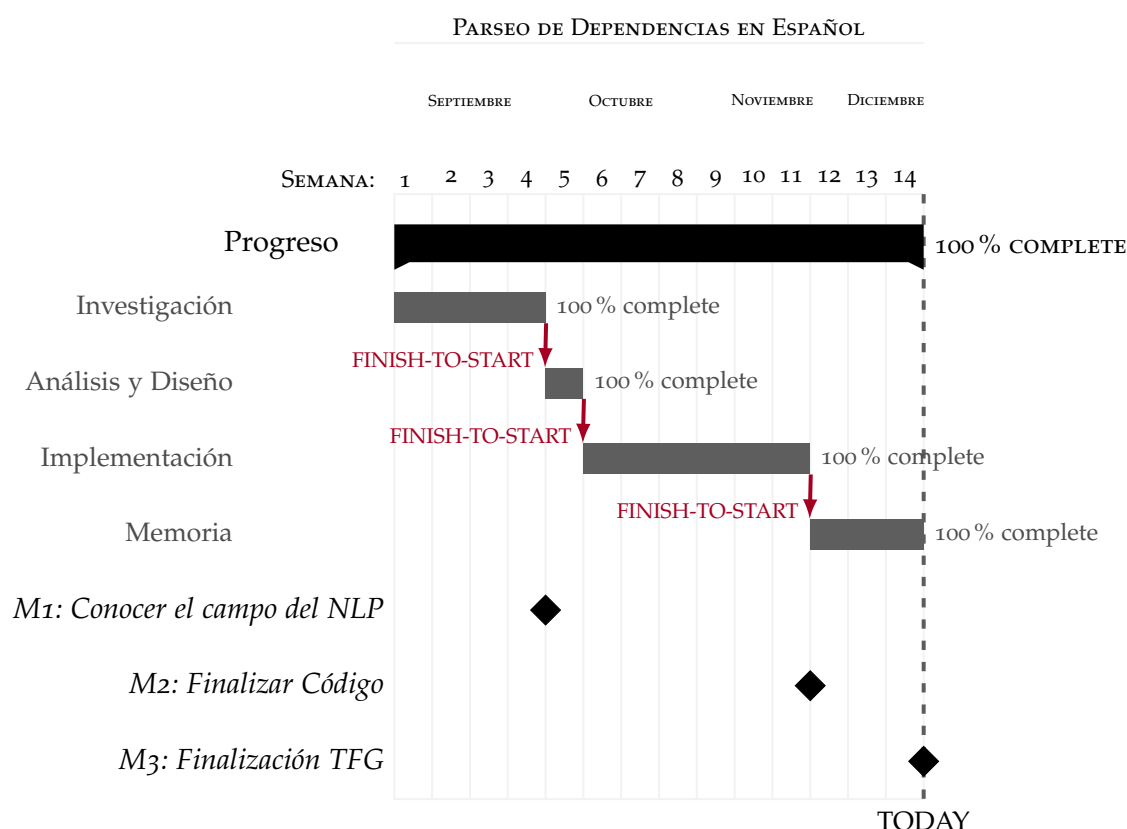 Parseo de Dependencias en Español
Septiembre Octubre Noviembre Diciembre
Semana: 1 2 3 4 5 6 7 8 9 10 11 12 13 14
Progreso 100 % complete
Investigación 100 % complete
FINISH-TO-START
Análisis y Diseño 100 % complete
FINISH-TO-START
Implementación 100 % complete
FINISH-TO-START
Memoria 100 % complete
M1: Conocer el campo del NLP
M2: Finalizar Código
M3: Finalización TFG
TODAY